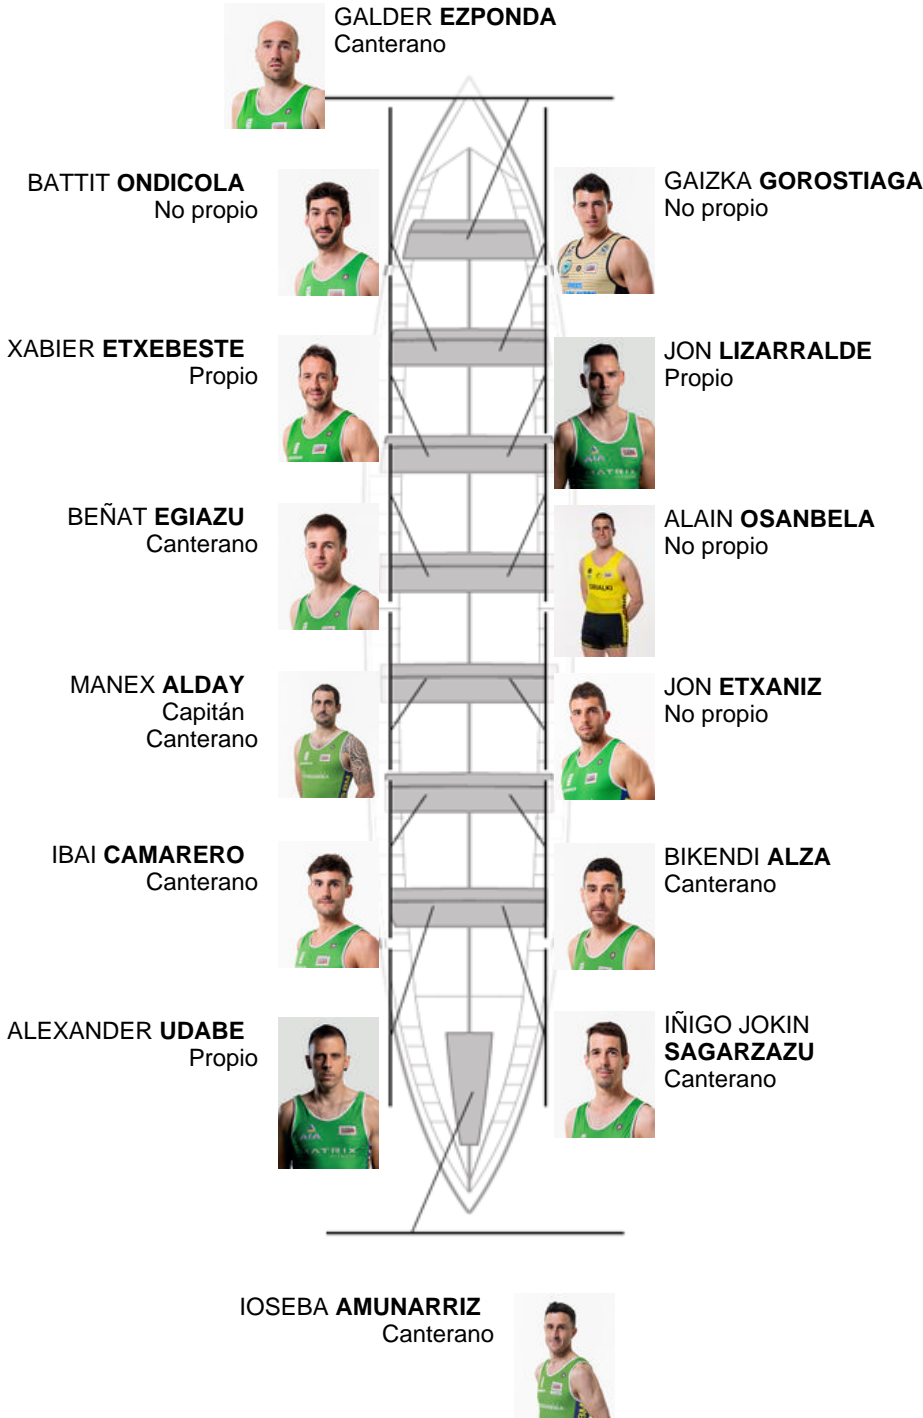 GALDER EZPONDA
Canterano
BATTIT ONDICOLA
No propio
GAIZKA GOROSTIAGA
No propio
XABIER ETXEBESTE
Propio
JON LIZARRALDE
Propio
BEÑAT EGIAZU
Canterano
ALAIN OSANBELA
No propio
MANEX ALDAY
Capitán
Canterano
JON ETXANIZ
No propio
IBAI CAMARERO
Canterano
BIKENDI ALZA
Canterano
ALEXANDER UDABE
Propio
IÑIGO JOKIN
SAGARZAZU
Canterano
IOSEBA AMUNARRIZ
Canterano